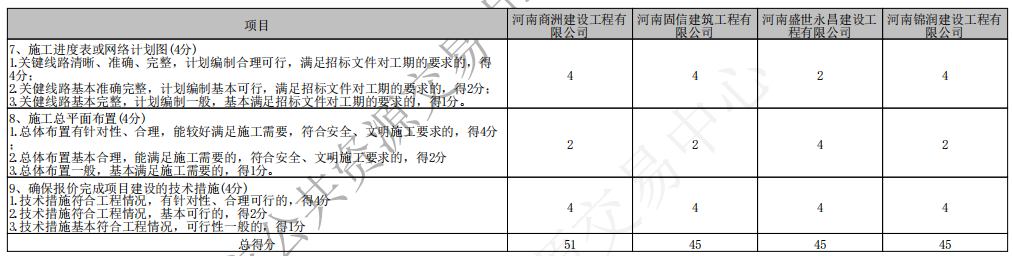 项目
河南商洲建设工程有
限公司
河南固信建筑工程有
限公司
河南盛世永昌建设工
程有限公司
河南锦润建设工程有
限公司
7、施工进度表或网络计划图(4分)
1.关键线路清晰、准确、完整，计划编制合理可行，满足招标文件对工期的要求的，得
4分；
2.关健线路基本准确完整，计划编制基本可行，满足招标文件对工期的要求的，得2分；
3.关健线路基本完整，计划编制一般，基本满足招标文件对工期的要求的，得1分。
4
4
2
4
8、施工总平面布置(4分)
1.总体布置有针对性、合理，能较好满足施工需要，符合安全、文明施工要求的，得4分
；
2.总体布置基本合理，能满足施工需要的，符合安全、文明施工要求的，得2分
3.总体布置一般，基本满足施工需要的，得1分。
2
2
4
2
9、确保报价完成项目建设的技术措施(4分)
1.技术措施符合工程情况，有针对性、合理可行的，得4分
2.技术措施符合工程情况，基本可行的，得2分
3.技术措施基本符合工程情况，可行性一般的，得1分
4
4
4
4
总得分
51
45
45
45
公共资源交易中
交易中心